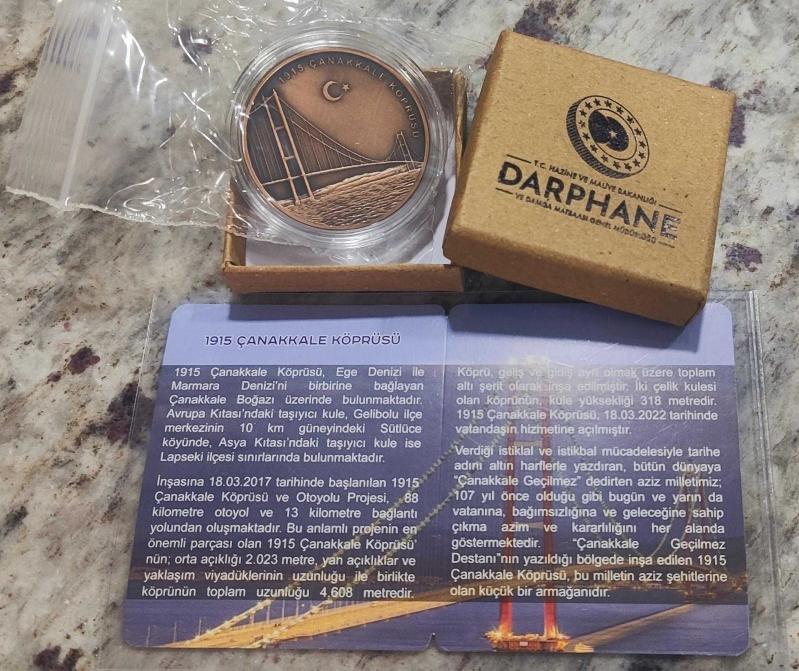 1915 ÇANAKKALE KÖPRÜSÜ
T.C. HAZİNE VE MALİYE BAKANLIĞI
DARPHANE
VE DAMGA MATBAASI GENEL MÜDÜRLÜĞÜ
1915 ÇANAKKALE KÖPRÜSÜ
1915 Çanakkale Köprüsü, Ege Denizi ile
Marmara Denizi'ni birbirine bağlayan
Çanakkale Boğazı üzerinde bulunmaktadır.
Avrupa Kıtası'ndaki taşıyıcı kule, Gelibolu ilçe
merkezinin 10 km güneyindeki Sütlüce
köyünde, Asya Kıtası'ndaki taşıyıcı kule ise
Lapseki ilçesi sınırlarında bulunmaktadır.
İnşasına 18.03.2017 tarihinde başlanılan 1915
Çanakkale Köprüsü ve Otoyolu Projesi, 88
kilometre otoyol ve 13 kilometre bağlantı
yolundan oluşmaktadır. Bu anlamlı projenin en
önemli parçası olan 1915 Çanakkale Köprüsü'
nün; orta açıklığı 2.023 metre, yan açıklıklar ve
yaklaşım viyadüklerinin uzunluğu ile birlikte
köprünün toplam uzunluğu 4.608 metredir.
Köprü, geliş ve gidiş ayrı olmak üzere toplam
altı şerit olarak inşa edilmiştir. İki çelik kulesi
olan köprünün, kule yüksekliği 318 metredir.
1915 Çanakkale Köprüsü, 18.03.2022 tarihinde
vatandaşın hizmetine açılmıştır.
Verdiği istiklal ve istikbal mücadelesiyle tarihe
adını altın harflerle yazdıran, bütün dünyaya
"Çanakkale Geçilmez" dedirten aziz milletimiz;
107 yıl önce olduğu gibi bugün ve yarın da
vatanına, bağımsızlığına ve geleceğine sahip
çıkma azim ve kararlılığını her alanda
göstermektedir. "Çanakkale Geçilmez
Destanı"nın yazıldığı bölgede inşa edilen 1915
Çanakkale Köprüsü, bu milletin aziz şehitlerine
olan küçük bir armağanıdır.